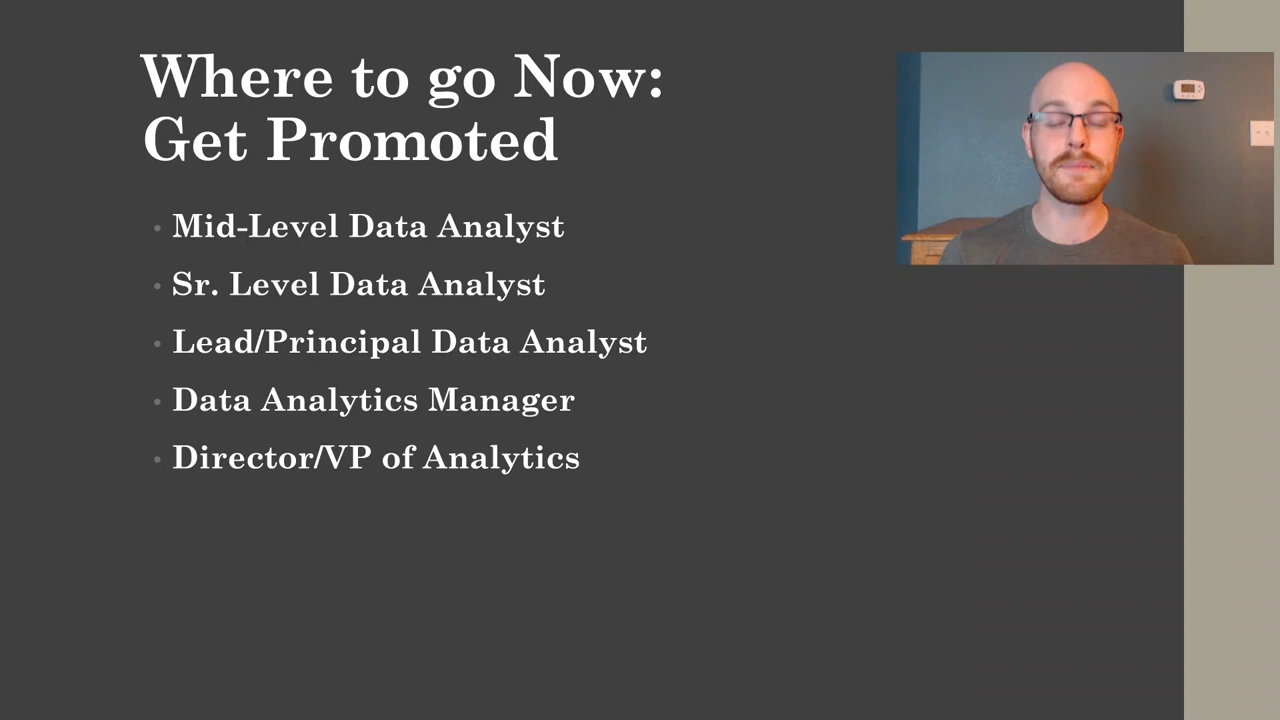 Where to go Now:
Get Promoted
Mid-Level Data Analyst
Sr. Level Data Analyst
Lead/Principal Data Analyst
Data Analytics Manager
Director/VP of Analytics